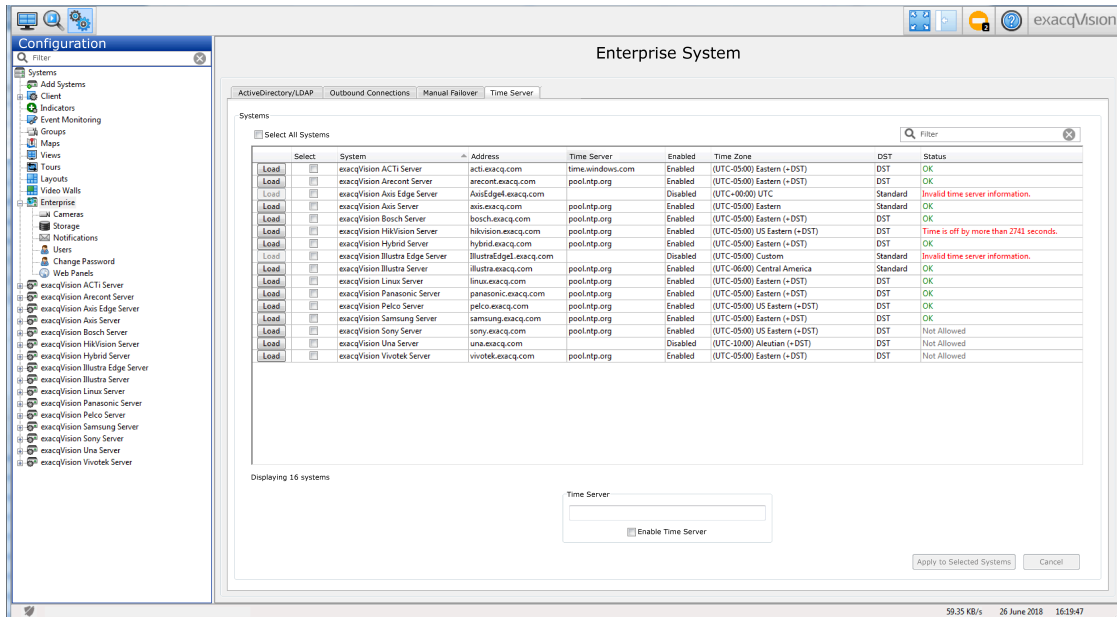 2
exacqVision
Configuration
Filter
Systems
Add Systems
Client
Indicators
Event Monitoring
Groups
Maps
Views
Tours
Layouts
Video Walls
Enterprise
Cameras
Storage
Notifications
Users
Change Password
Web Panels
exacqVision ACTi Server
exacqVision Arecont Server
exacqVision Axis Edge Server
exacqVision Axis Server
exacqVision Bosch Server
exacqVision HikVision Server
exacqVision Hybrid Server
exacqVision Illustra Edge Server
exacqVision Illustra Server
exacqVision Linux Server
exacqVision Panasonic Server
exacqVision Pelco Server
exacqVision Samsung Server
exacqVision Sony Server
exacqVision Una Server
exacqVision Vivotek Server
Enterprise System
ActiveDirectory/LDAP Outbound Connections Manual Failover Time Server
Systems
Select All Systems Filter
Select System Address Time Server Enabled Time Zone DST Status
Load exacqVision ACTi Server acti.exacq.com time.windows.com Enabled (UTC-05:00) Eastern (+DST) DST OK
Load exacqVision Arecont Server arecont.exacq.com pool.ntp.org Enabled (UTC-05:00) Eastern (+DST) DST OK
Load exacqVision Axis Edge Server AxisEdge4.exacq.com Disabled (UTC+00:00) UTC Standard Invalid time server information.
Load exacqVision Axis Server axis.exacq.com pool.ntp.org Enabled (UTC-05:00) Eastern Standard OK
Load exacqVision Bosch Server bosch.exacq.com pool.ntp.org Enabled (UTC-05:00) Eastern (+DST) DST OK
Load exacqVision HikVision Server hikvision.exacq.com pool.ntp.org Enabled (UTC-05:00) US Eastern (+DST) DST Time is off by more than 2741 seconds.
Load exacqVision Hybrid Server hybrid.exacq.com pool.ntp.org Enabled (UTC-05:00) Eastern (+DST) DST OK
Load exacqVision Illustra Edge Server IllustraEdge1.exacq.com Disabled (UTC-05:00) Custom Standard Invalid time server information.
Load exacqVision Illustra Server illustra.exacq.com pool.ntp.org Enabled (UTC-06:00) Central America Standard OK
Load exacqVision Linux Server linux.exacq.com pool.ntp.org Enabled (UTC-05:00) Eastern (+DST) DST OK
Load exacqVision Panasonic Server panasonic.exacq.com pool.ntp.org Enabled (UTC-05:00) Eastern (+DST) DST OK
Load exacqVision Pelco Server pelco.exacq.com pool.ntp.org Enabled (UTC-05:00) US Eastern (+DST) DST OK
Load exacqVision Samsung Server samsung.exacq.com pool.ntp.org Enabled (UTC-05:00) Eastern (+DST) DST OK
Load exacqVision Sony Server sony.exacq.com pool.ntp.org Enabled (UTC-05:00) US Eastern (+DST) DST Not Allowed
Load exacqVision Una Server una.exacq.com Disabled (UTC-10:00) Aleutian (+DST) DST Not Allowed
Load exacqVision Vivotek Server vivotek.exacq.com pool.ntp.org Enabled (UTC-05:00) Eastern (+DST) DST Not Allowed
Displaying 16 systems
Time Server
Enable Time Server
Apply to Selected Systems Cancel
59.35 KB/s 26 June 2018 16:19:47